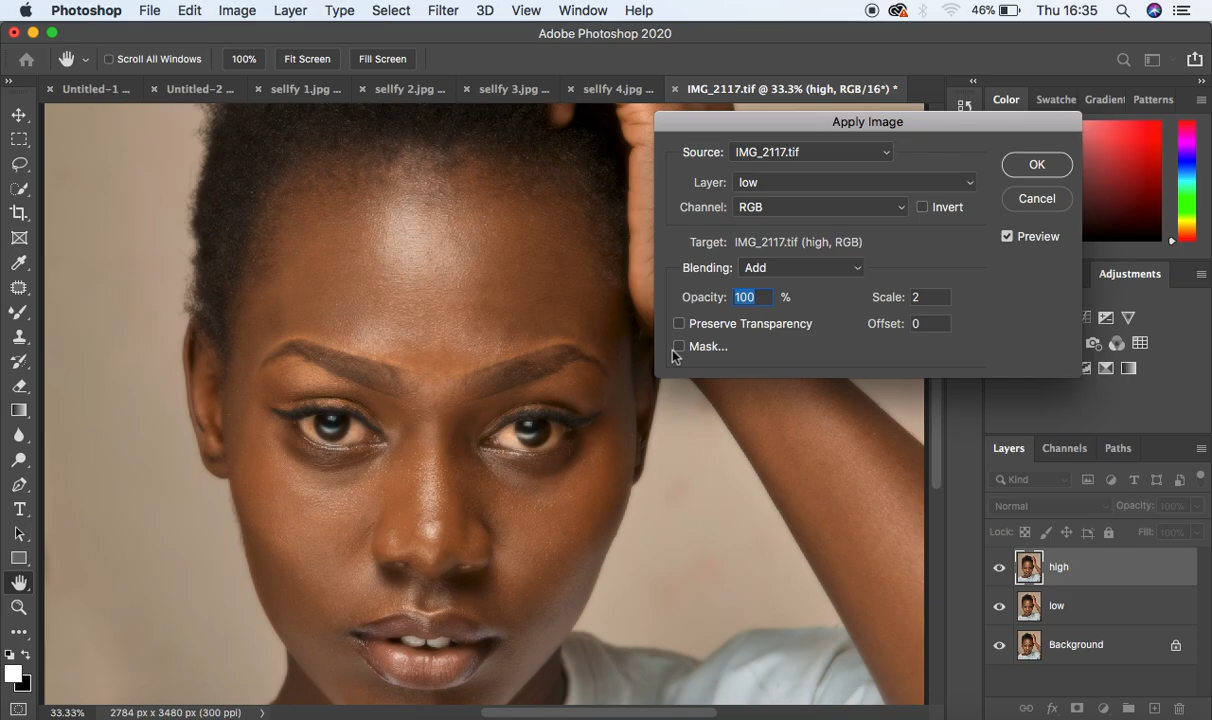 Photoshop File Edit Image Layer Type Select Filter 3D View Window Help 46% Thu 16:35
Adobe Photoshop 2020
Scroll All Windows 100% Fit Screen Fill Screen
Untitled-1 ... Untitled-2 ... sellfy 1.jpg ... sellfy 2.jpg ... sellfy 3.jpg ... sellfy 4.jpg ... IMG_2117.tif @ 33.3% (high, RGB/16*) *
Color Swatche Gradient Patterns
Apply Image
Source: IMG_2117.tif
OK
Layer: low
Cancel
Channel: RGB Invert
Preview
Target: IMG_2117.tif (high, RGB)
Blending: Add
Adjustments
Opacity: 100 % Scale: 2
Preserve Transparency Offset: 0
Mask...
Layers Channels Paths
Kind
Normal Opacity: 100%
Lock: Fill: 100%
high
low
Background
33.33% 2784 px x 3480 px (300 ppi)